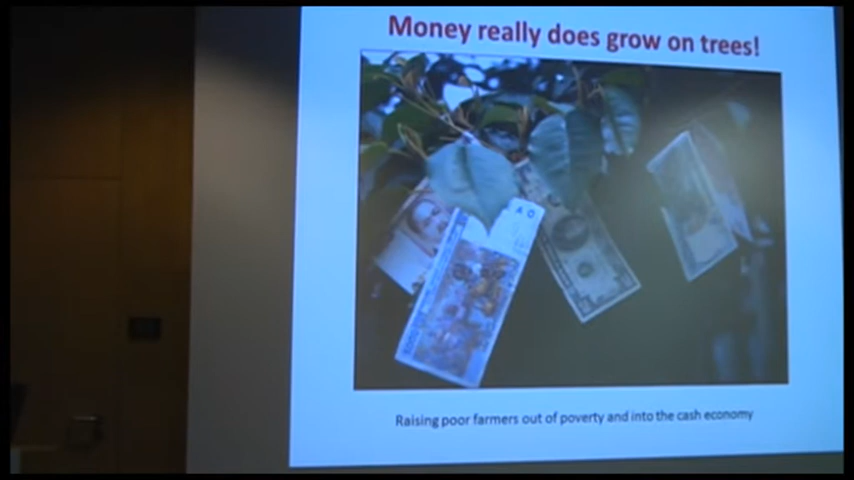 Money really does grow on trees!
Raising poor farmers out of poverty and into the cash economy